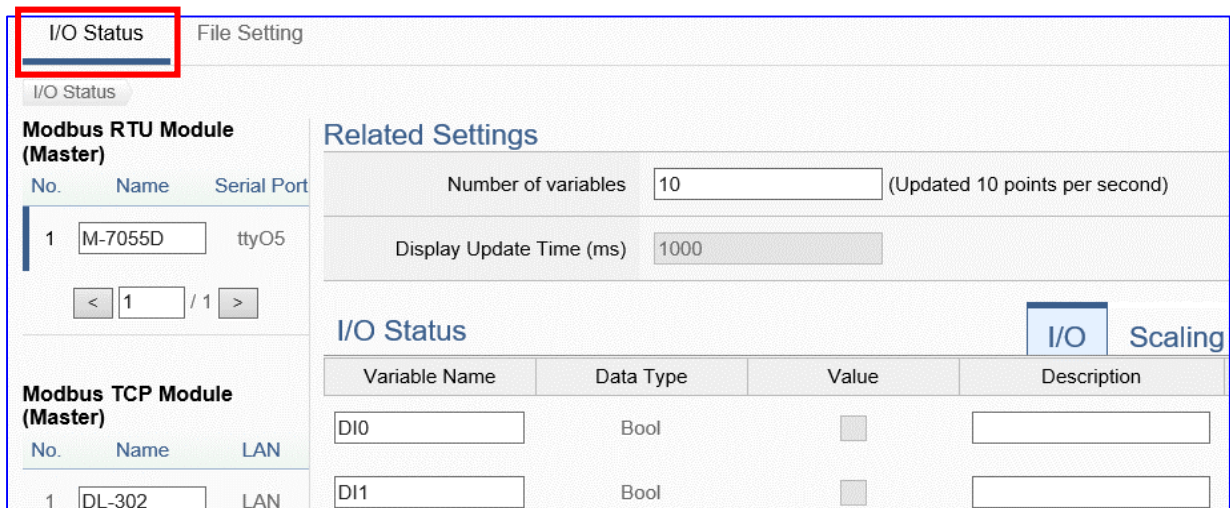 I/O Status File Setting
I/O Status
Modbus RTU Module
(Master)
No. Name Serial Port
1 M-7055D ttyO5
< 1 / 1 >
Modbus TCP Module
(Master)
No. Name LAN
1 DL-302 LAN
Related Settings
Number of variables 10 (Updated 10 points per second)
Display Update Time (ms) 1000
I/O Status I/O Scaling
Variable Name Data Type Value Description
DI0 Bool
DI1 Bool